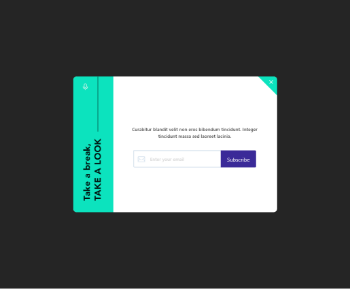 Take a break,
TAKE A LOOK
Curabitur blandit velit non eros bibendum tincidunt. Integer
tincidunt massa sed laoreet lacinia.
Enter your email
Subscribe